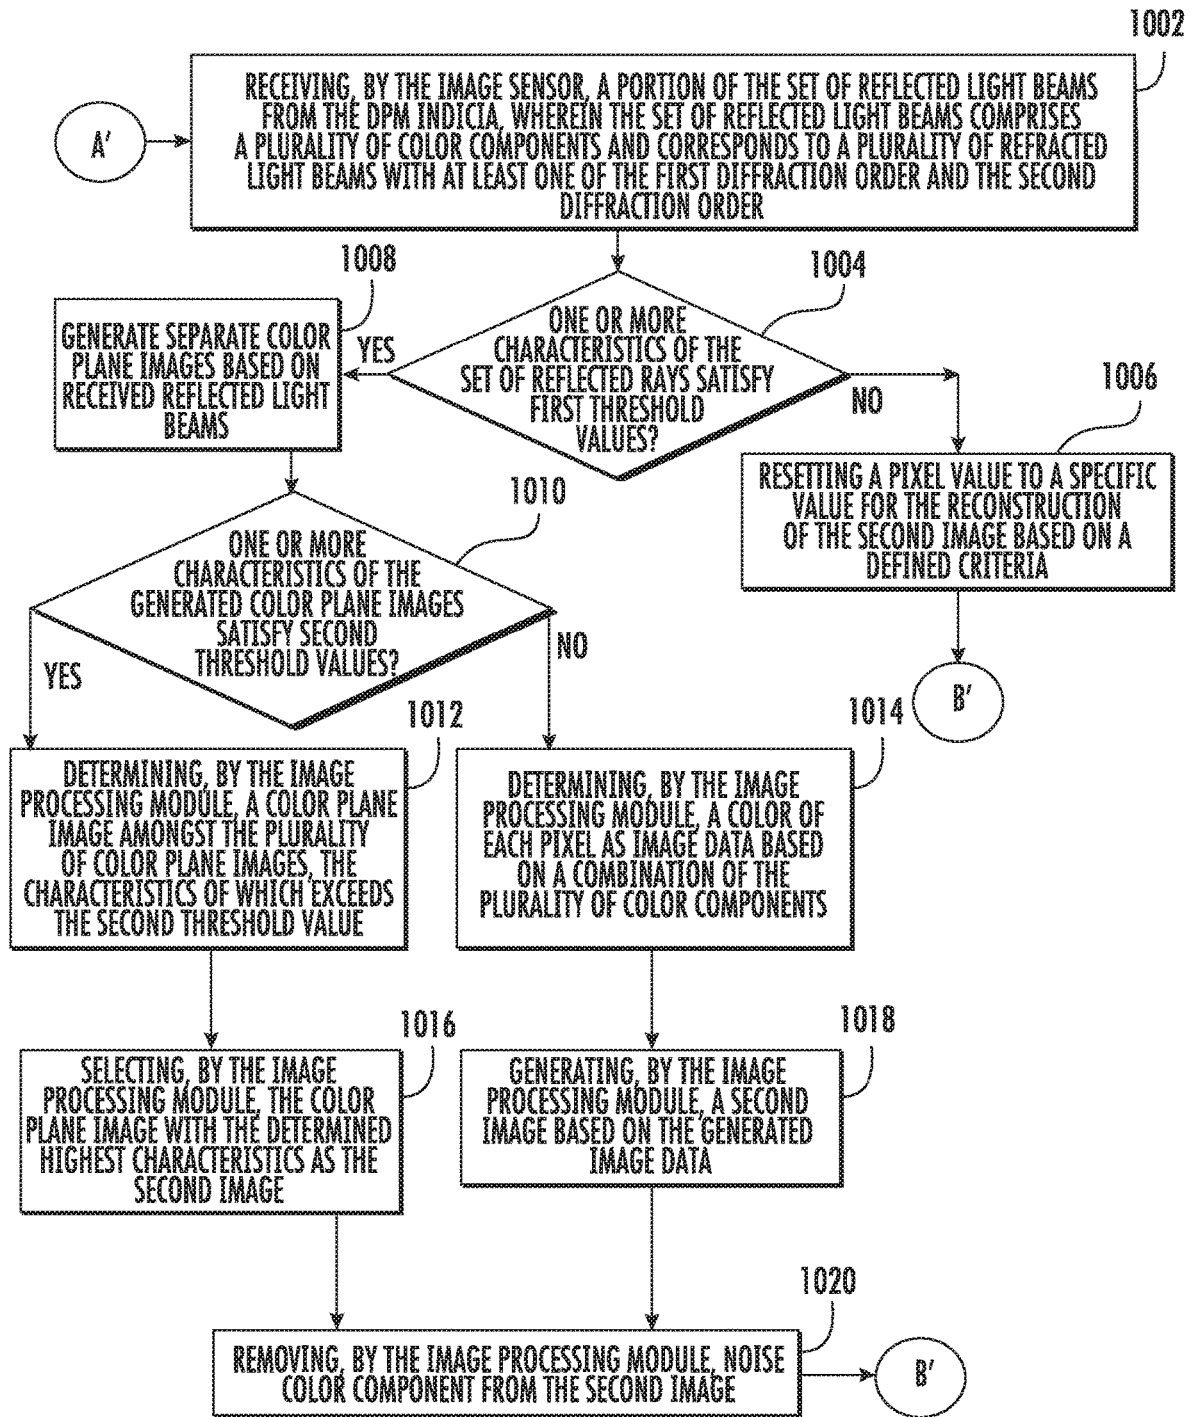 1002
RECEIVING, BY THE IMAGE SENSOR, A PORTION OF THE SET OF REFLECTED LIGHT BEAMS
FROM THE DPM INDICIA, WHEREIN THE SET OF REFLECTED LIGHT BEAMS COMPRISES
A PLURALITY OF COLOR COMPONENTS AND CORRESPONDS TO A PLURALITY OF REFRACTED
LIGHT BEAMS WITH AT LEAST ONE OF THE FIRST DIFFRACTION ORDER AND THE SECOND
DIFFRACTION ORDER
A'
1008
GENERATE SEPARATE COLOR
PLANE IMAGES BASED ON
RECEIVED REFLECTED LIGHT
BEAMS
YES
1004
ONE OR MORE
CHARACTERISTICS OF THE
SET OF REFLECTED RAYS SATISFY
FIRST THRESHOLD
VALUES?
NO
1006
RESETTING A PIXEL VALUE TO A SPECIFIC
VALUE FOR THE RECONSTRUCTION
OF THE SECOND IMAGE BASED ON A
DEFINED CRITERIA
B'
1010
ONE OR MORE
CHARACTERISTICS OF THE
GENERATED COLOR PLANE IMAGES
SATISFY SECOND
THRESHOLD VALUES?
YES
NO
1012
DETERMINING, BY THE IMAGE
PROCESSING MODULE, A COLOR PLANE
IMAGE AMONGST THE PLURALITY
OF COLOR PLANE IMAGES, THE
CHARACTERISTICS OF WHICH EXCEEDS
THE SECOND THRESHOLD VALUE
1014
DETERMINING, BY THE IMAGE
PROCESSING MODULE, A COLOR OF
EACH PIXEL AS IMAGE DATA BASED
ON A COMBINATION OF THE
PLURALITY OF COLOR COMPONENTS
1016
SELECTING, BY THE IMAGE
PROCESSING MODULE, THE COLOR
PLANE IMAGE WITH THE DETERMINED
HIGHEST CHARACTERISTICS AS THE
SECOND IMAGE
1018
GENERATING, BY THE IMAGE
PROCESSING MODULE, A SECOND
IMAGE BASED ON THE GENERATED
IMAGE DATA
1020
REMOVING, BY THE IMAGE PROCESSING MODULE, NOISE
COLOR COMPONENT FROM THE SECOND IMAGE
B'